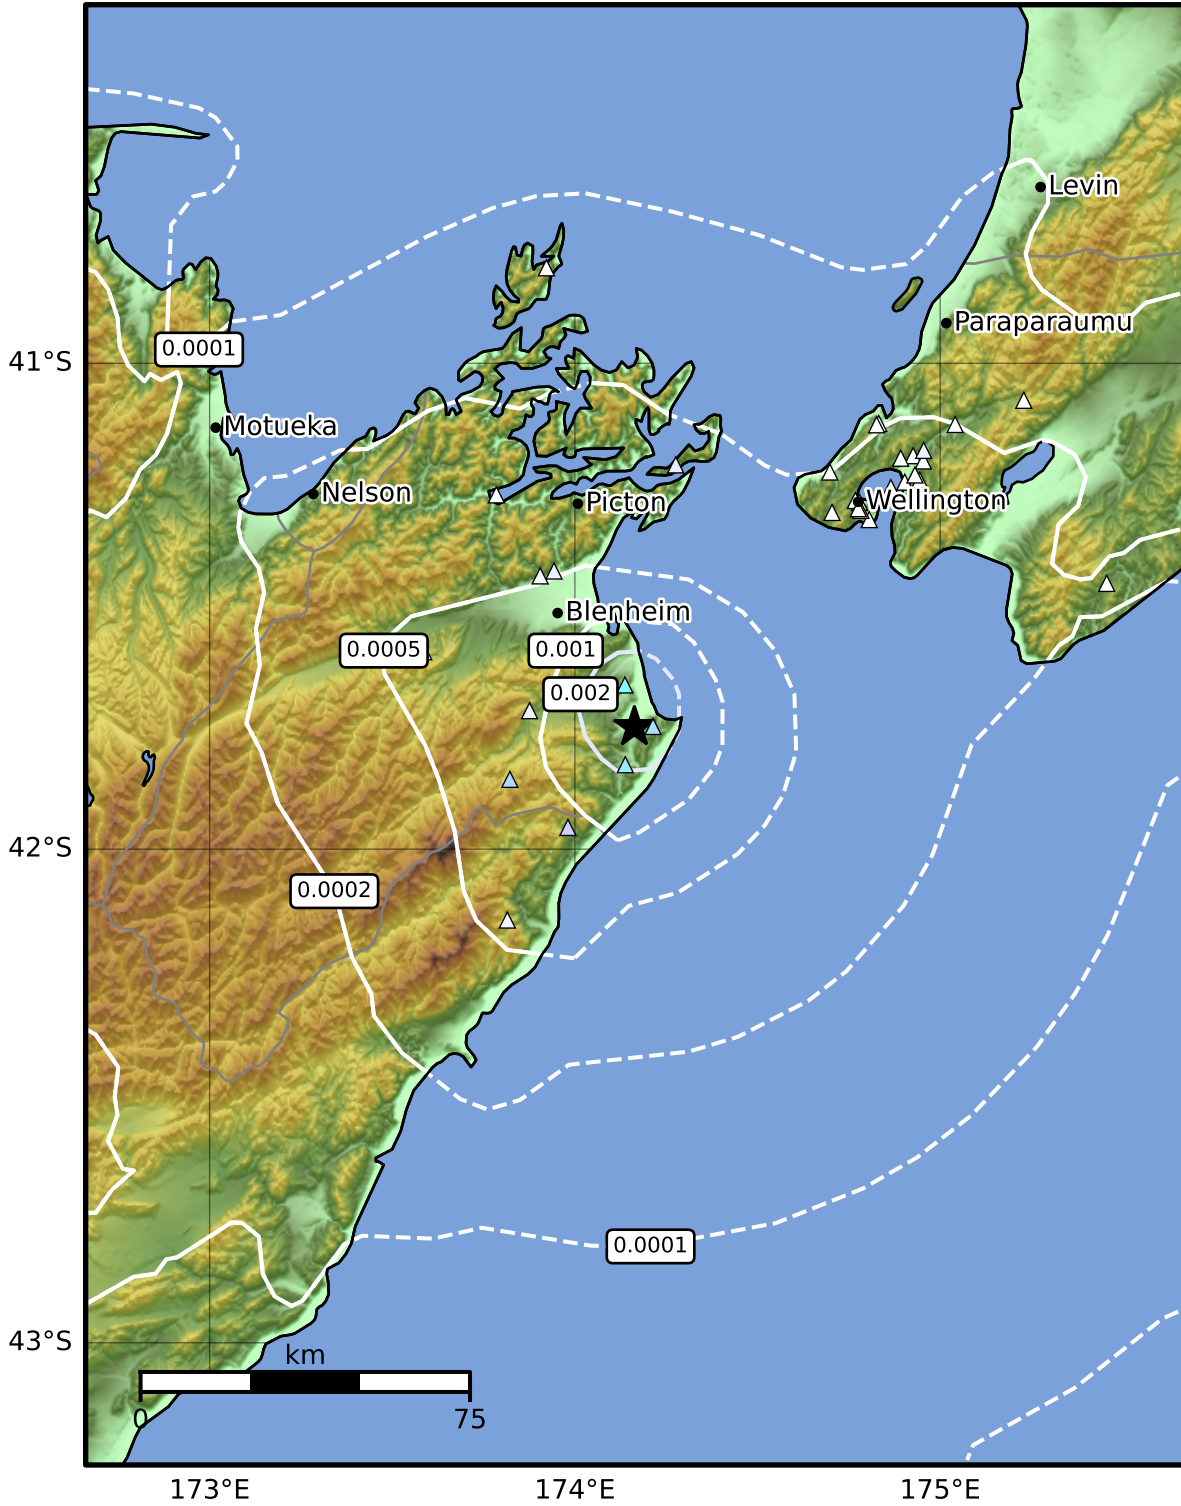 Levin
Paraparaumu
0.0001
41°S
Motueka
Nelson
Picton
Wellington
Blenheim
0.0005
0.001
0.002
42°S
0.0002
0.0001
43°S
km
0
75
173°E
174°E
175°E